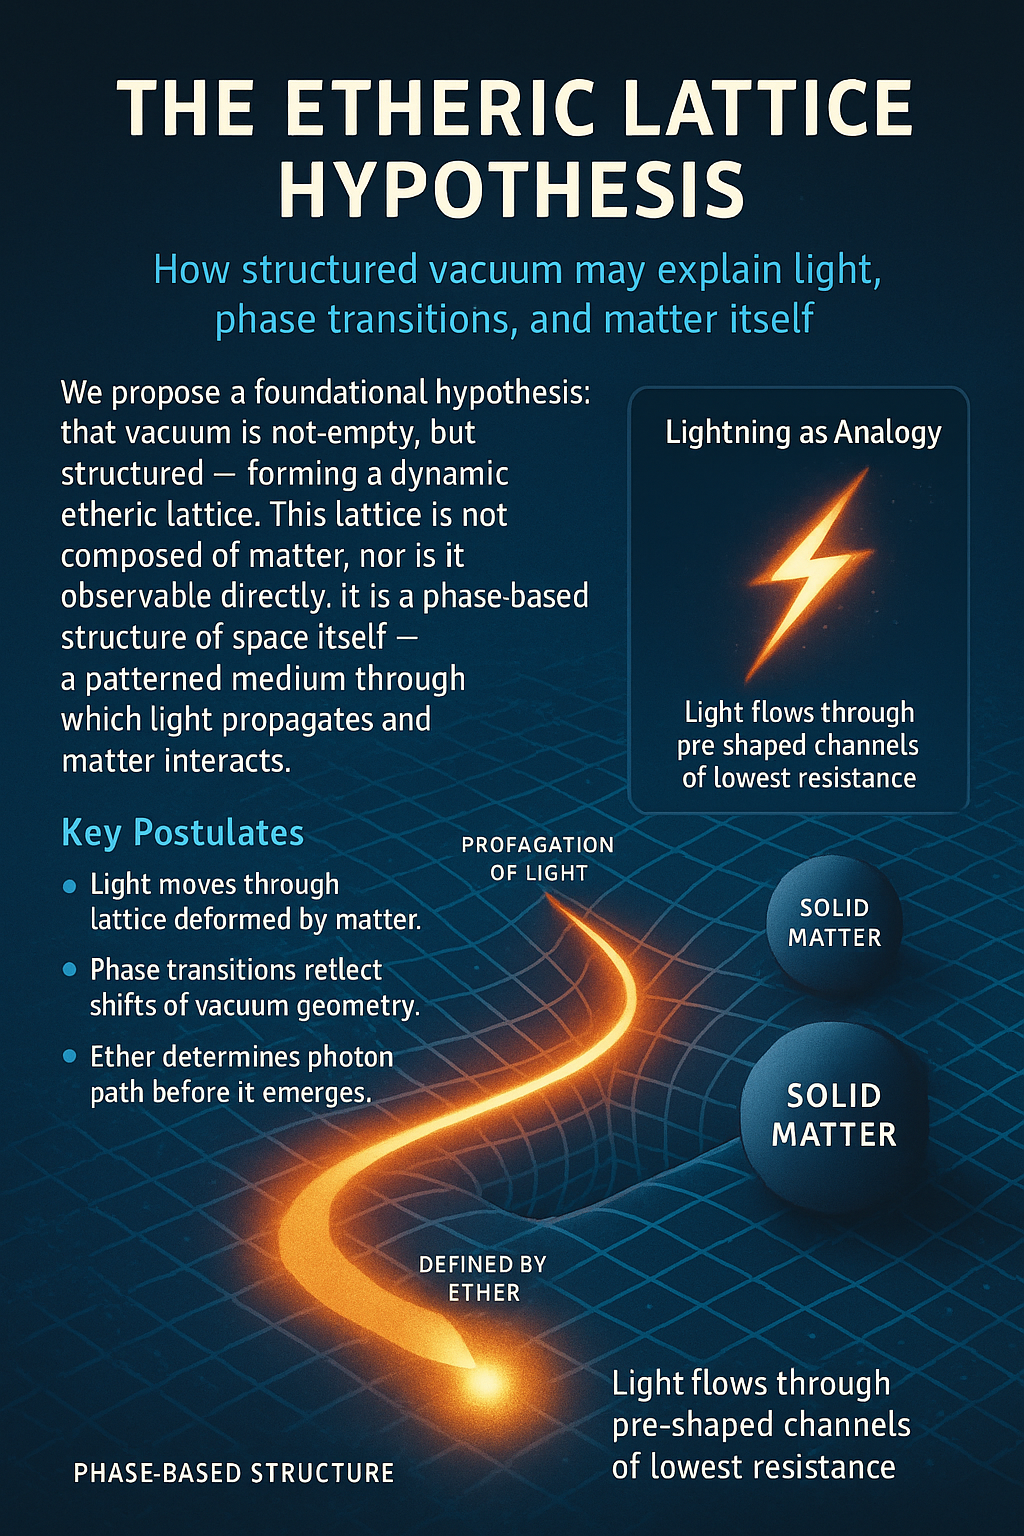 THE ETHERIC LATTICE
HYPOTHESIS
How structured vacuum may explain light,
phase transitions, and matter itself
We propose a foundational hypothesis:
that vacuum is not-empty, but
structured — forming a dynamic
etheric lattice. This lattice is not
composed of matter, nor is it
observable directly. it is a phase-based
structure of space itself —
a patterned medium through
which light propagates and
matter interacts.
Lightning as Analogy
Light flows through
pre shaped channels
of lowest resistance
Key Postulates
Light moves through
lattice deformed by matter.
Phase transitions retlect
shifts of vacuum geometry.
Ether determines photon
path before it emerges.
PROFAGATION
OF LIGHT
SOLID
MATTER
SOLID
MATTER
DEFINED BY
ETHER
Light flows through
pre-shaped channels
of lowest resistance
PHASE-BASED STRUCTURE